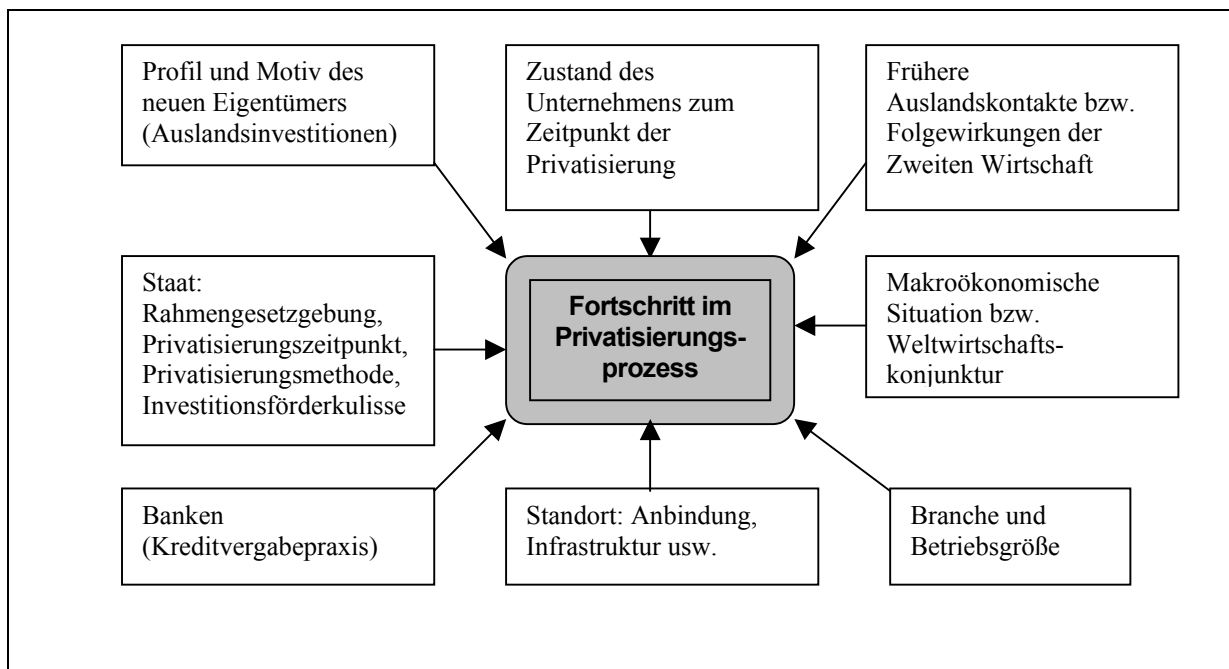 Profil und Motiv des
neuen Eigentümers
(Auslandsinvestitionen)
Zustand des
Unternehmens zum
Zeitpunkt der
Privatisierung
Frühere
Auslandskontakte bzw.
Folgewirkungen der
Zweiten Wirtschaft
Staat:
Rahmengesetzgebung,
Privatisierungszeitpunkt,
Privatisierungsmethode,
Investitionsförderkulisse
Fortschritt im
Privatisierungs-
prozess
Makroökonomische
Situation bzw.
Weltwirtschafts-
konjunktur
Banken
(Kreditvergabepraxis)
Standort: Anbindung,
Infrastruktur usw.
Branche und
Betriebsgröße